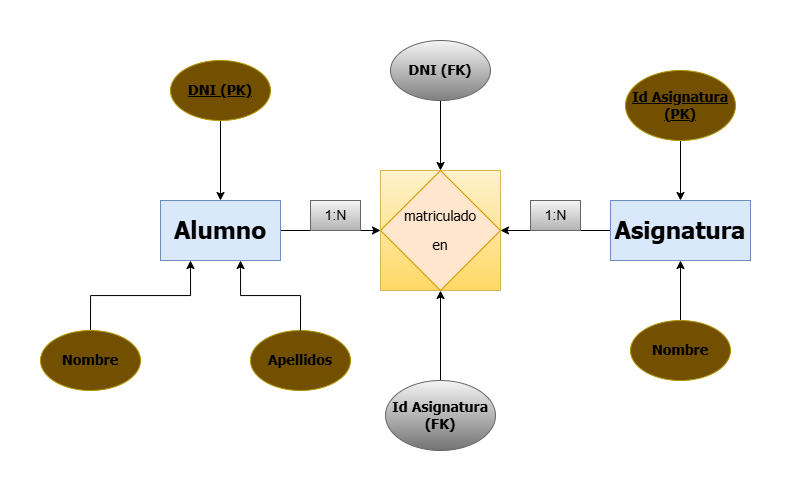 DNI (FK)
DNI (PK)
Id Asignatura
(PK)
Alumno
1:N
matriculado
en
1:N
Asignatura
Nombre
Apellidos
Nombre
Id Asignatura
(FK)